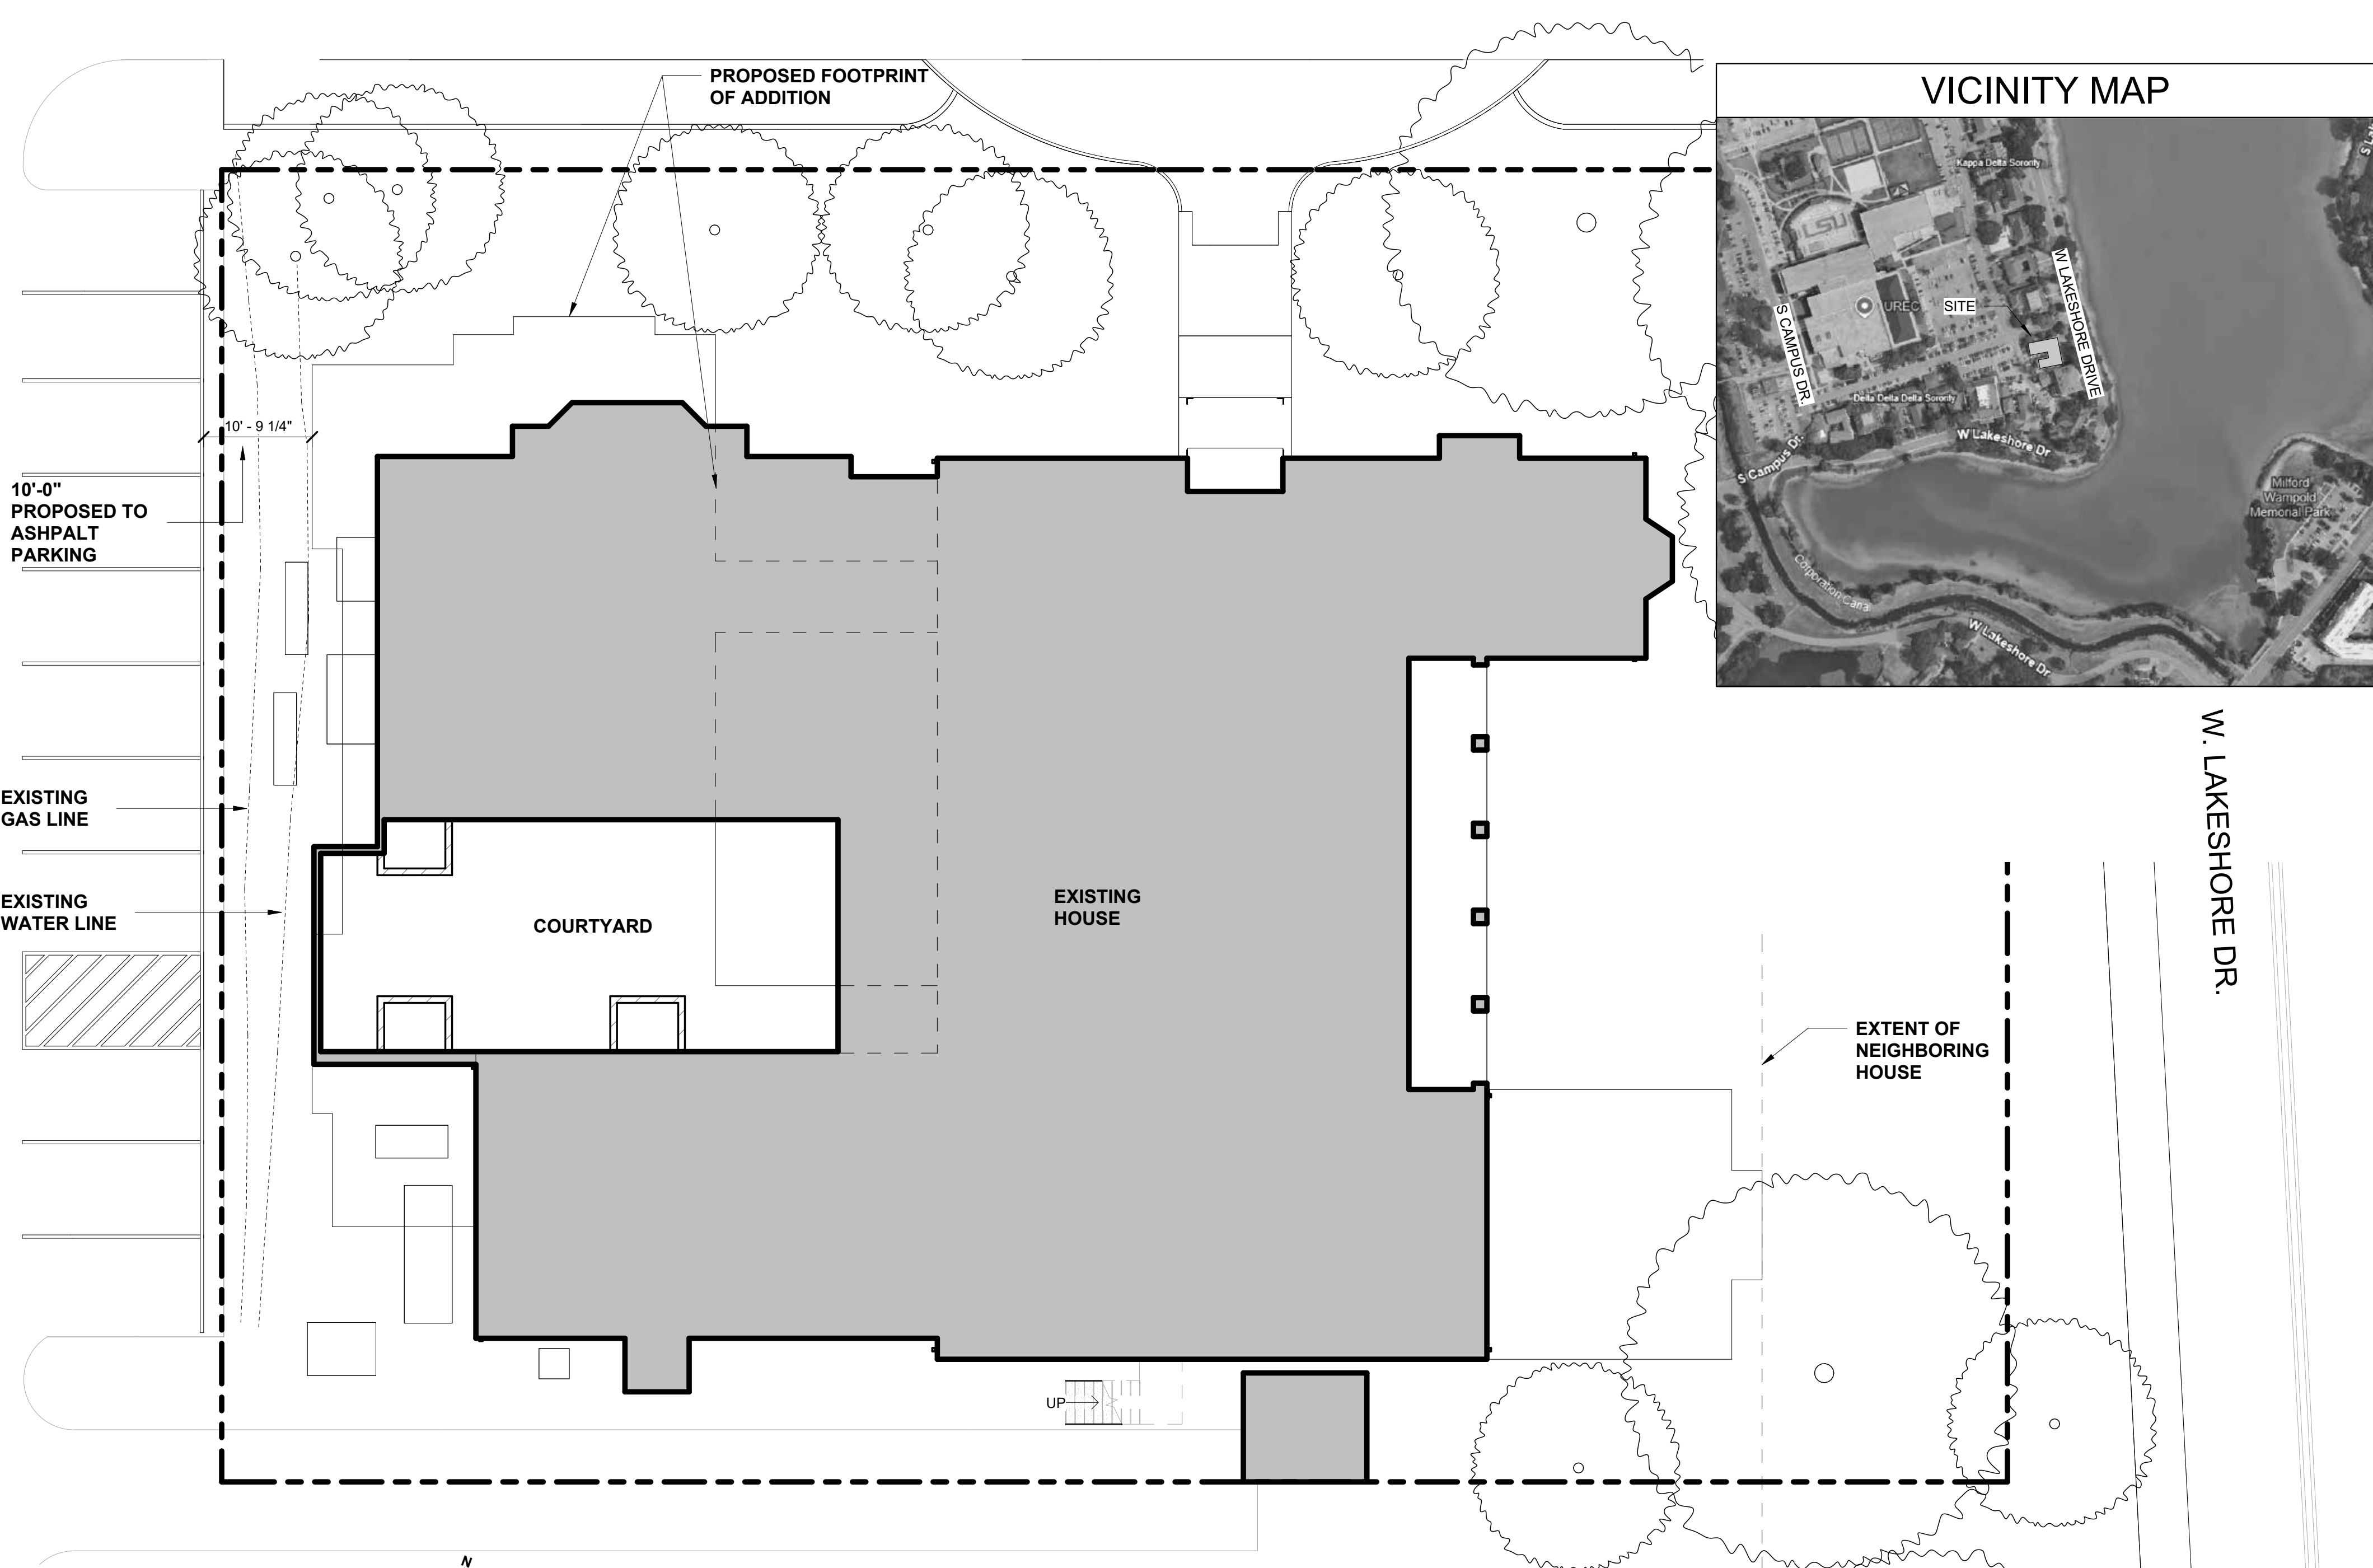 PROPOSED FOOTPRINT
OF ADDITION
VICINITY MAP
Kappa Delta Sorority
LSU
UREC
SITE
W LAKESHORE DRIVE
S CAMPUS DR.
Delta Delta Delta Sorority
W Lakeshore Dr
S Campus Dr.
Milford
Wampold
Memorial Park
Corporation Canal
W Lakeshore Dr
10' - 9 1/4"
10'-0"
PROPOSED TO
ASHPALT
PARKING
W. LAKESHORE DR.
EXISTING
GAS LINE
EXISTING
WATER LINE
COURTYARD
EXISTING
HOUSE
EXTENT OF
NEIGHBORING
HOUSE
UP
N